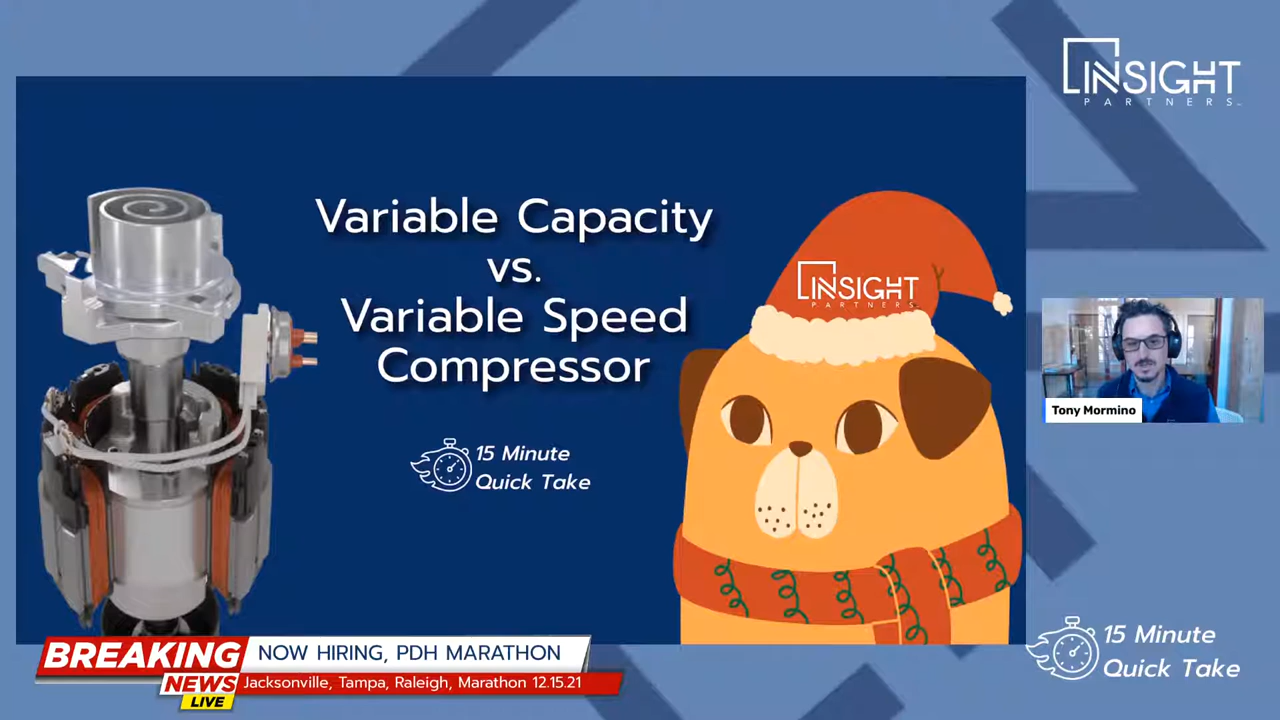 INSIGHT
PARTNERS
Variable Capacity
vs.
Variable Speed
Compressor
15 Minute
Quick Take
INSIGHT
PARTNERS
Tony Mormino
BREAKING
NEWS
LIVE
NOW HIRING, PDH MARATHON
Jacksonville, Tampa, Raleigh, Marathon 12.15.21
15 Minute
Quick Take